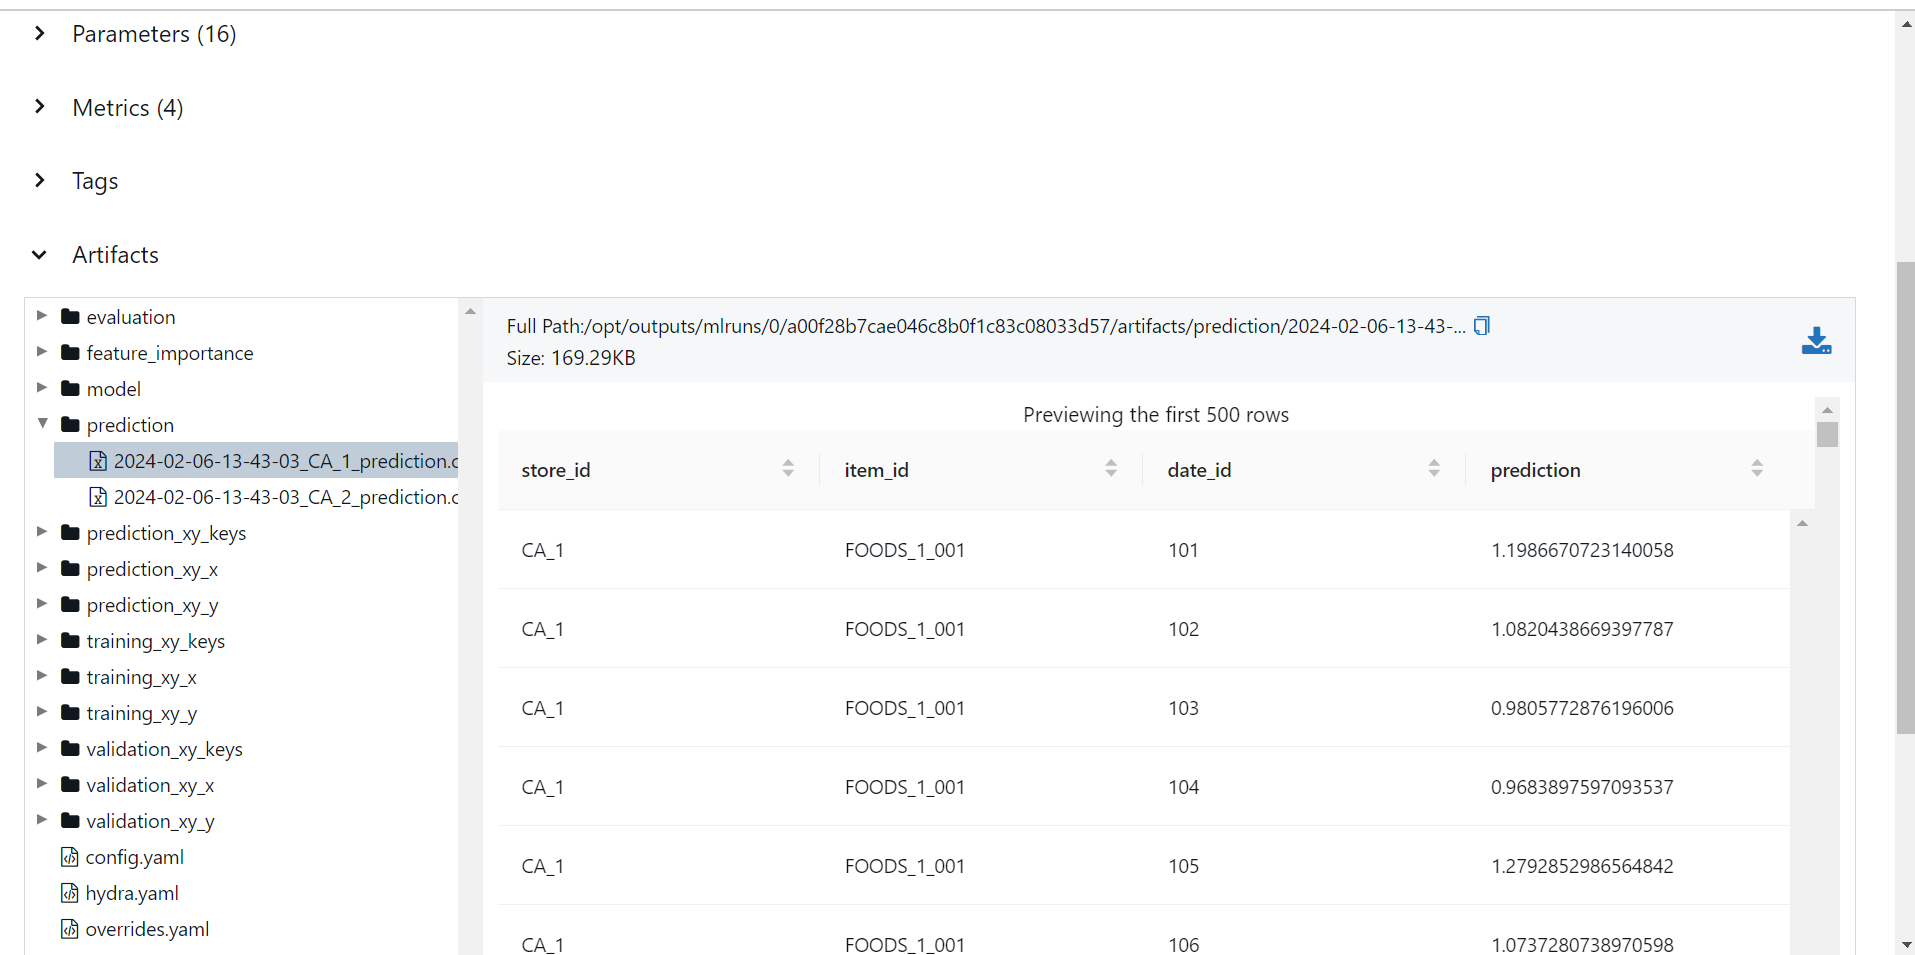 Parameters (16)
Metrics (4)
Tags
Artifacts
evaluation
feature_importance
model
prediction
2024-02-06-13-43-03_CA_1_prediction.c
2024-02-06-13-43-03_CA_2_prediction.c
prediction_xy_keys
prediction_xy_x
prediction_xy_y
training_xy_keys
training_xy_x
training_xy_y
validation_xy_keys
validation_xy_x
validation_xy_y
config.yaml
hydra.yaml
overrides.yaml
Full Path:/opt/outputs/mlruns/0/a00f28b7cae046c8b0f1c83c08033d57/artifacts/prediction/2024-02-06-13-43-...
Size: 169.29KB
Previewing the first 500 rows
store_id item_id date_id prediction
CA_1 FOODS_1_001 101 1.1986670723140058
CA_1 FOODS_1_001 102 1.0820438669397787
CA_1 FOODS_1_001 103 0.9805772876196006
CA_1 FOODS_1_001 104 0.9683897597093537
CA_1 FOODS_1_001 105 1.2792852986564842
CA_1 FOODS_1_001 106 1.0737280738970598